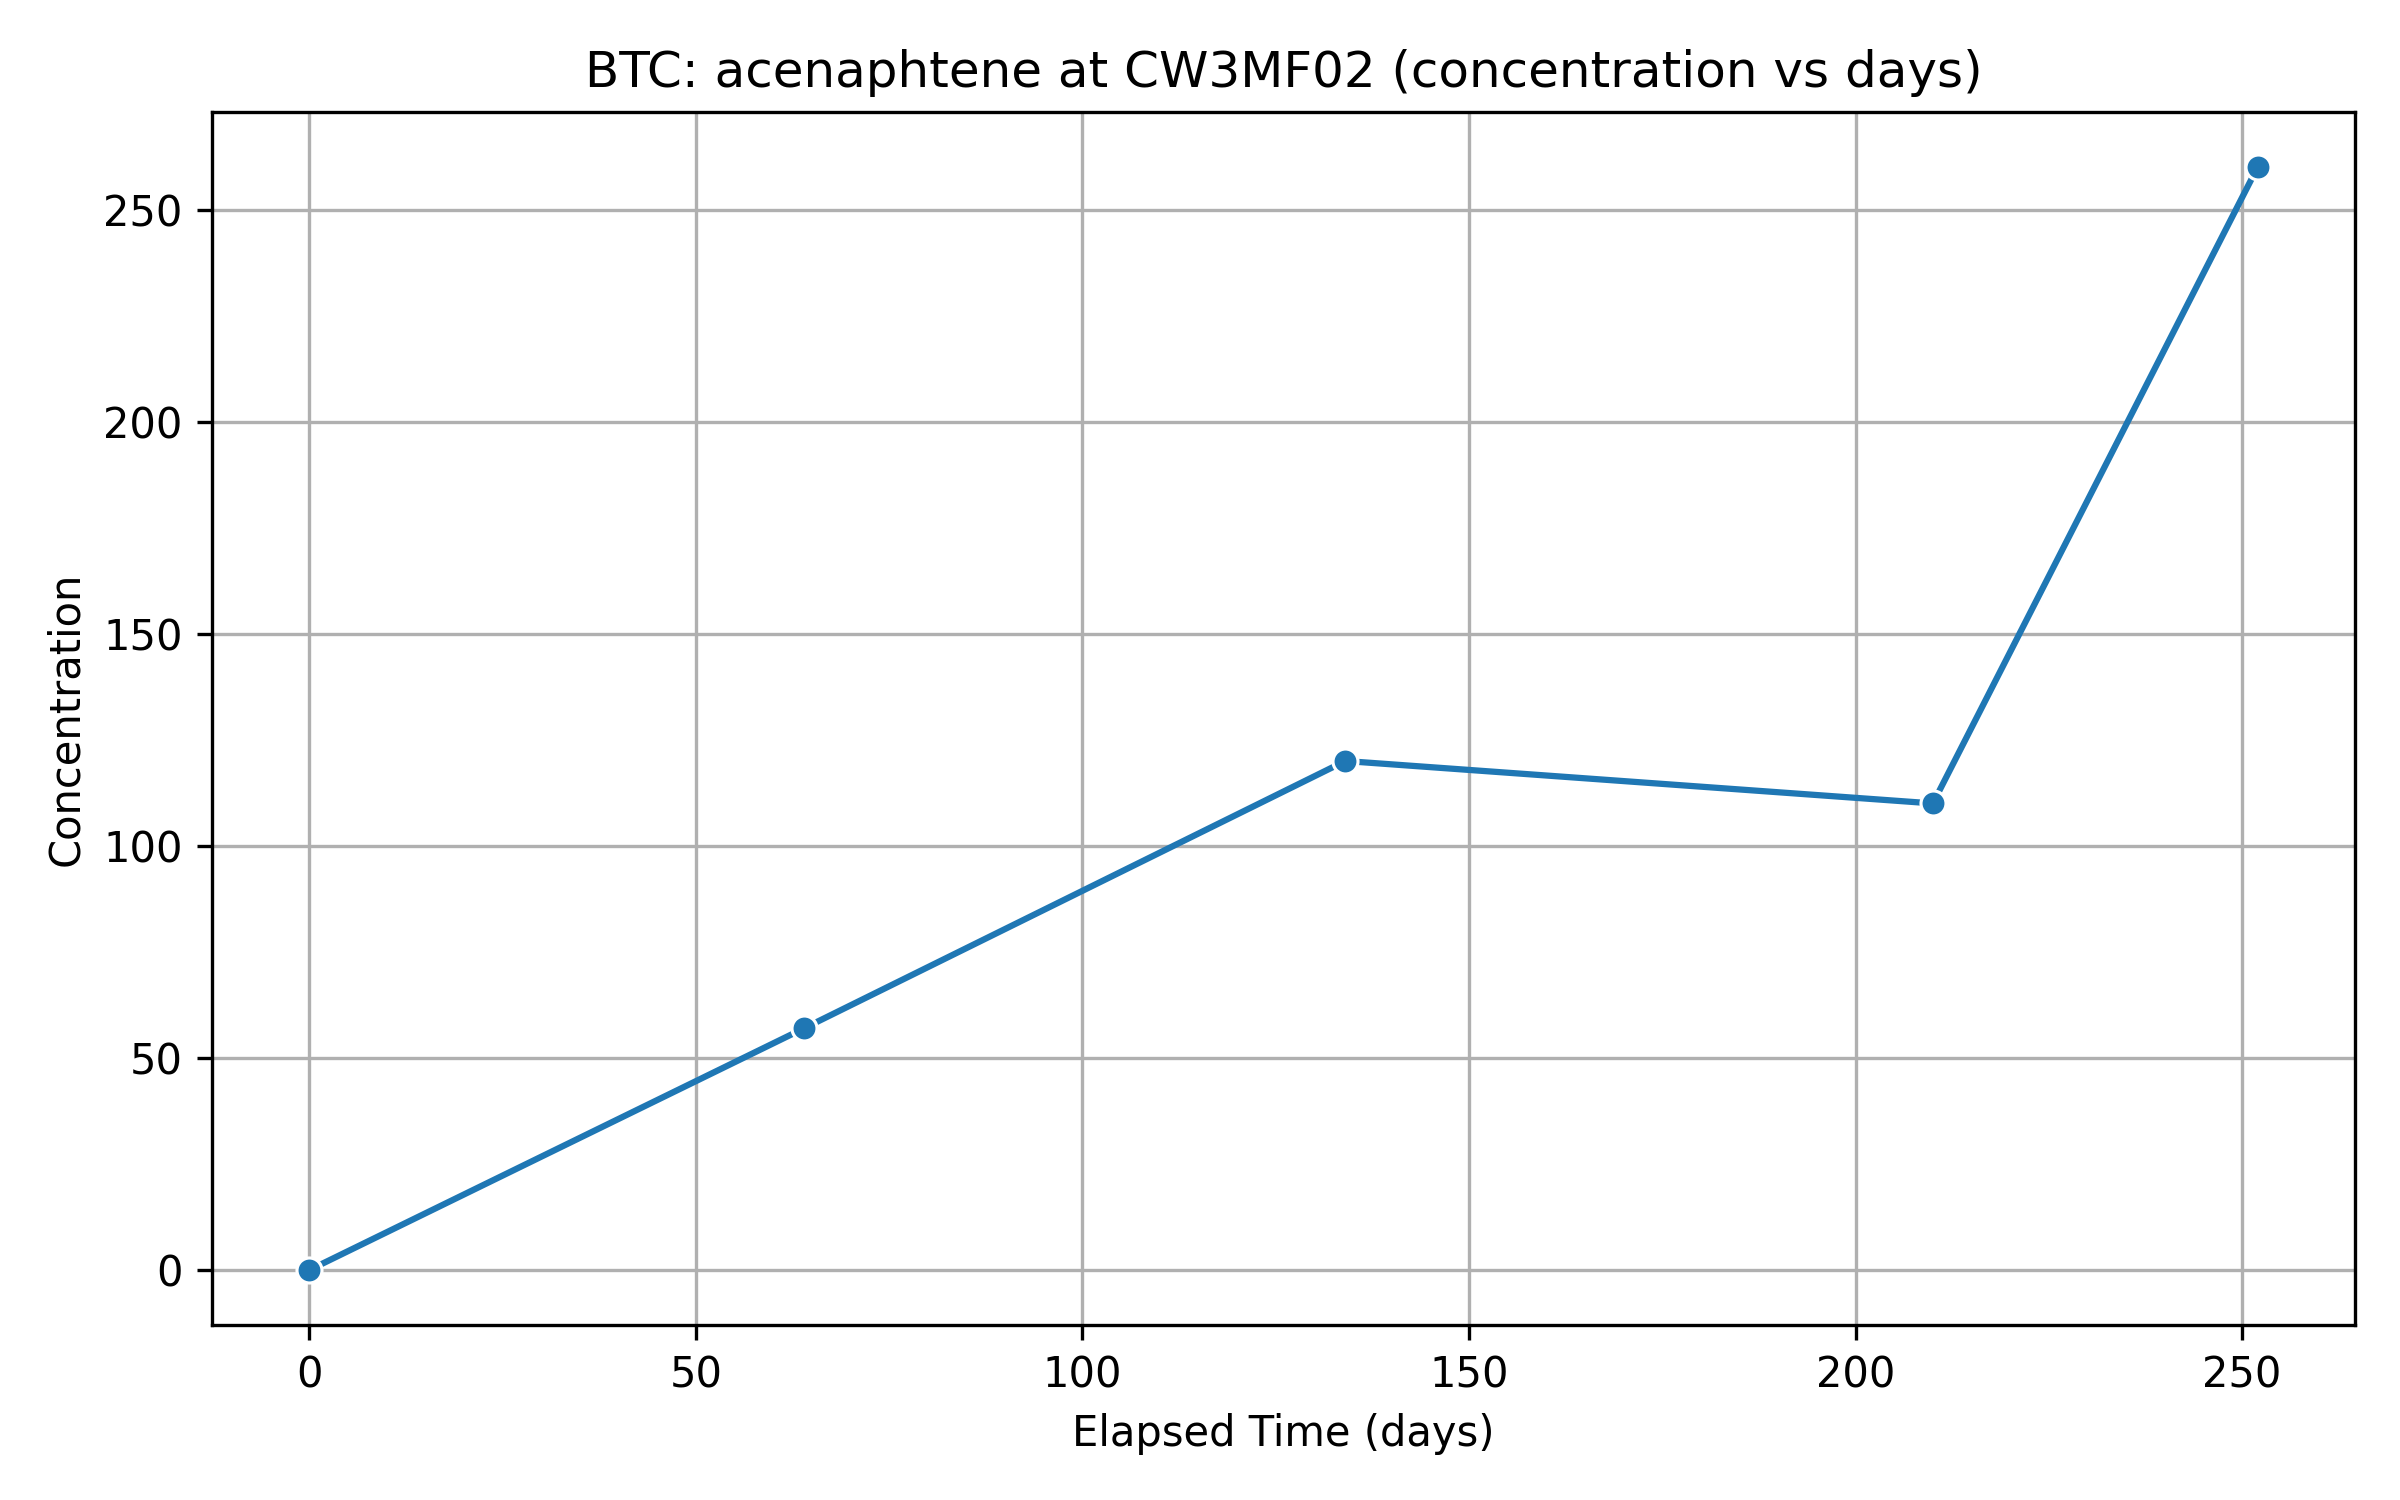 BTC: acenaphtene at CW3MF02 (concentration vs days)
250
200
150
100
50
0
Concentration
0 50 100 150 200 250
Elapsed Time (days)